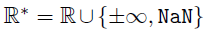 ℝ* = ℝ ∪ {±∞, NaN}